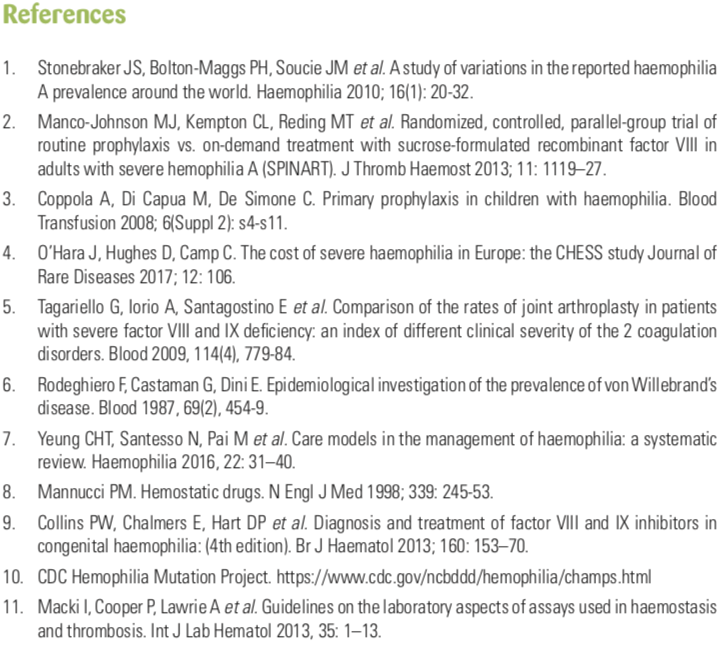 References
1. Stonebraker JS, Bolton-Maggs PH, Soucie JM et al. A study of variations in the reported haemophilia
A prevalence around the world. Haemophilia 2010; 16(1): 20-32.
2. Manco-Johnson MJ, Kempton CL, Reding MT et al. Randomized, controlled, parallel-group trial of
routine prophylaxis vs. on-demand treatment with sucrose-formulated recombinant factor VIII in
adults with severe hemophilia A (SPINART). J Thromb Haemost 2013; 11: 1119–27.
3. Coppola A, Di Capua M, De Simone C. Primary prophylaxis in children with haemophilia. Blood
Transfusion 2008; 6(Suppl 2): s4-s11.
4. O’Hara J, Hughes D, Camp C. The cost of severe haemophilia in Europe: the CHESS study Journal of
Rare Diseases 2017; 12: 106.
5. Tagariello G, Iorio A, Santagostino E et al. Comparison of the rates of joint arthroplasty in patients
with severe factor VIII and IX deficiency: an index of different clinical severity of the 2 coagulation
disorders. Blood 2009, 114(4), 779-84.
6. Rodeghiero F, Castaman G, Dini E. Epidemiological investigation of the prevalence of von Willebrand’s
disease. Blood 1987, 69(2), 454-9.
7. Yeung CHT, Santesso N, Pai M et al. Care models in the management of haemophilia: a systematic
review. Haemophilia 2016, 22: 31–40.
8. Mannucci PM. Hemostatic drugs. N Engl J Med 1998; 339: 245-53.
9. Collins PW, Chalmers E, Hart DP et al. Diagnosis and treatment of factor VIII and IX inhibitors in
congenital haemophilia: (4th edition). Br J Haematol 2013; 160: 153–70.
10. CDC Hemophilia Mutation Project. https://www.cdc.gov/ncbddd/hemophilia/champs.html
11. Macki I, Cooper P, Lawrie A et al. Guidelines on the laboratory aspects of assays used in haemostasis
and thrombosis. Int J Lab Hematol 2013, 35: 1–13.